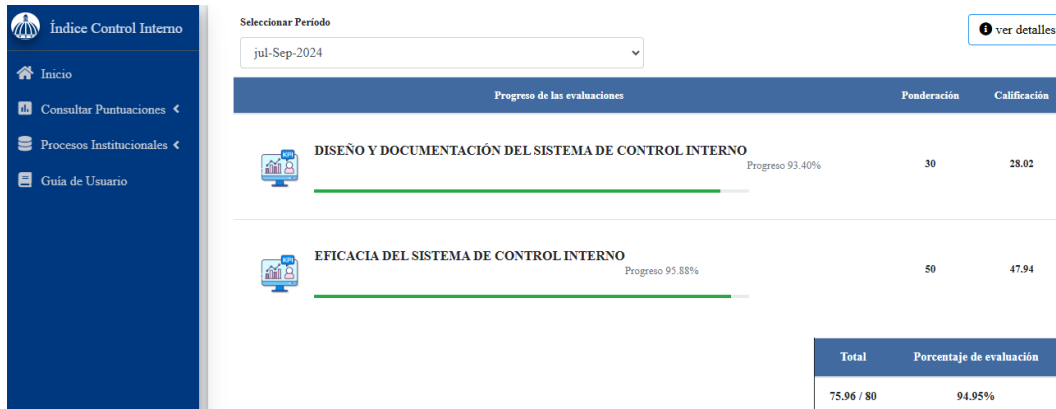 Índice Control Interno
Inicio
Consultar Puntuaciones
Procesos Institucionales
Guía de Usuario
Seleccionar Período
jul-Sep-2024
ver detalles
Progreso de las evaluaciones Ponderación Calificación
KPI
DISEÑO Y DOCUMENTACIÓN DEL SISTEMA DE CONTROL INTERNO
Progreso 93.40%
30 28.02
KPI
EFICACIA DEL SISTEMA DE CONTROL INTERNO
Progreso 95.88%
50 47.94
Total Porcentaje de evaluación
75.96 / 80 94.95%